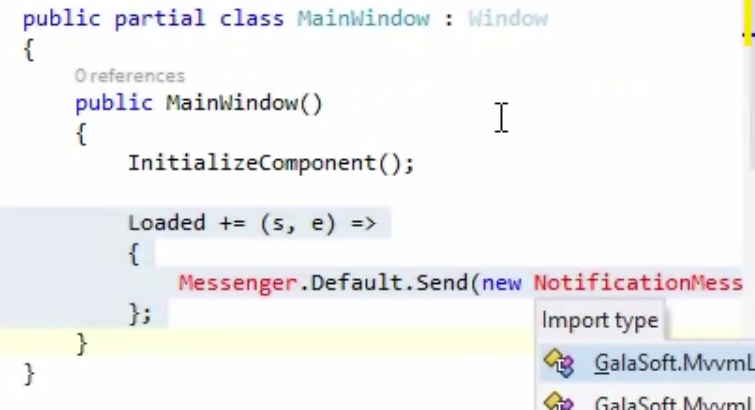 public partial class MainWindow : Window
{
0 references
public MainWindow()
{
InitializeComponent();
Loaded += (s, e) =>
{
Messenger.Default.Send(new NotificationMess
};
}
}
Import type
GalaSoft.MvvmL
GalaSoft.MvvmL